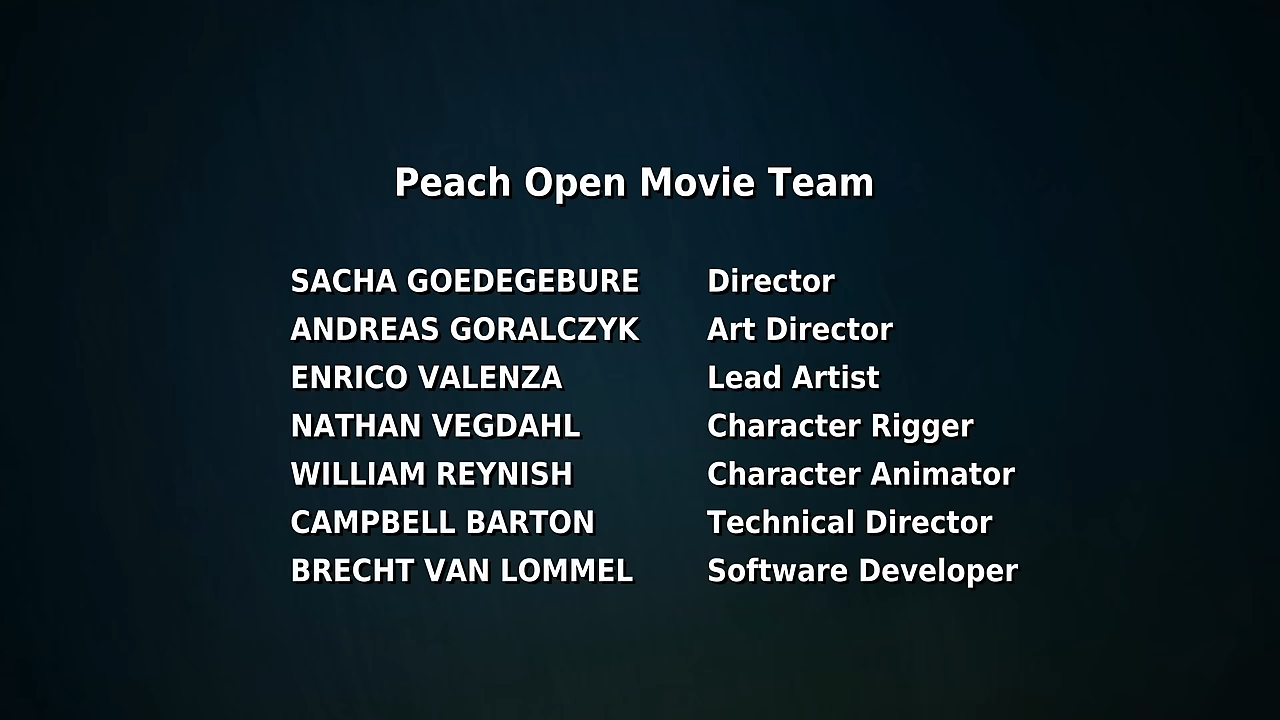 Peach Open Movie Team
SACHA GOEDEGEBURE Director
ANDREAS GORALCZYK Art Director
ENRICO VALENZA Lead Artist
NATHAN VEGDAHL Character Rigger
WILLIAM REYNISH Character Animator
CAMPBELL BARTON Technical Director
BRECHT VAN LOMMEL Software Developer